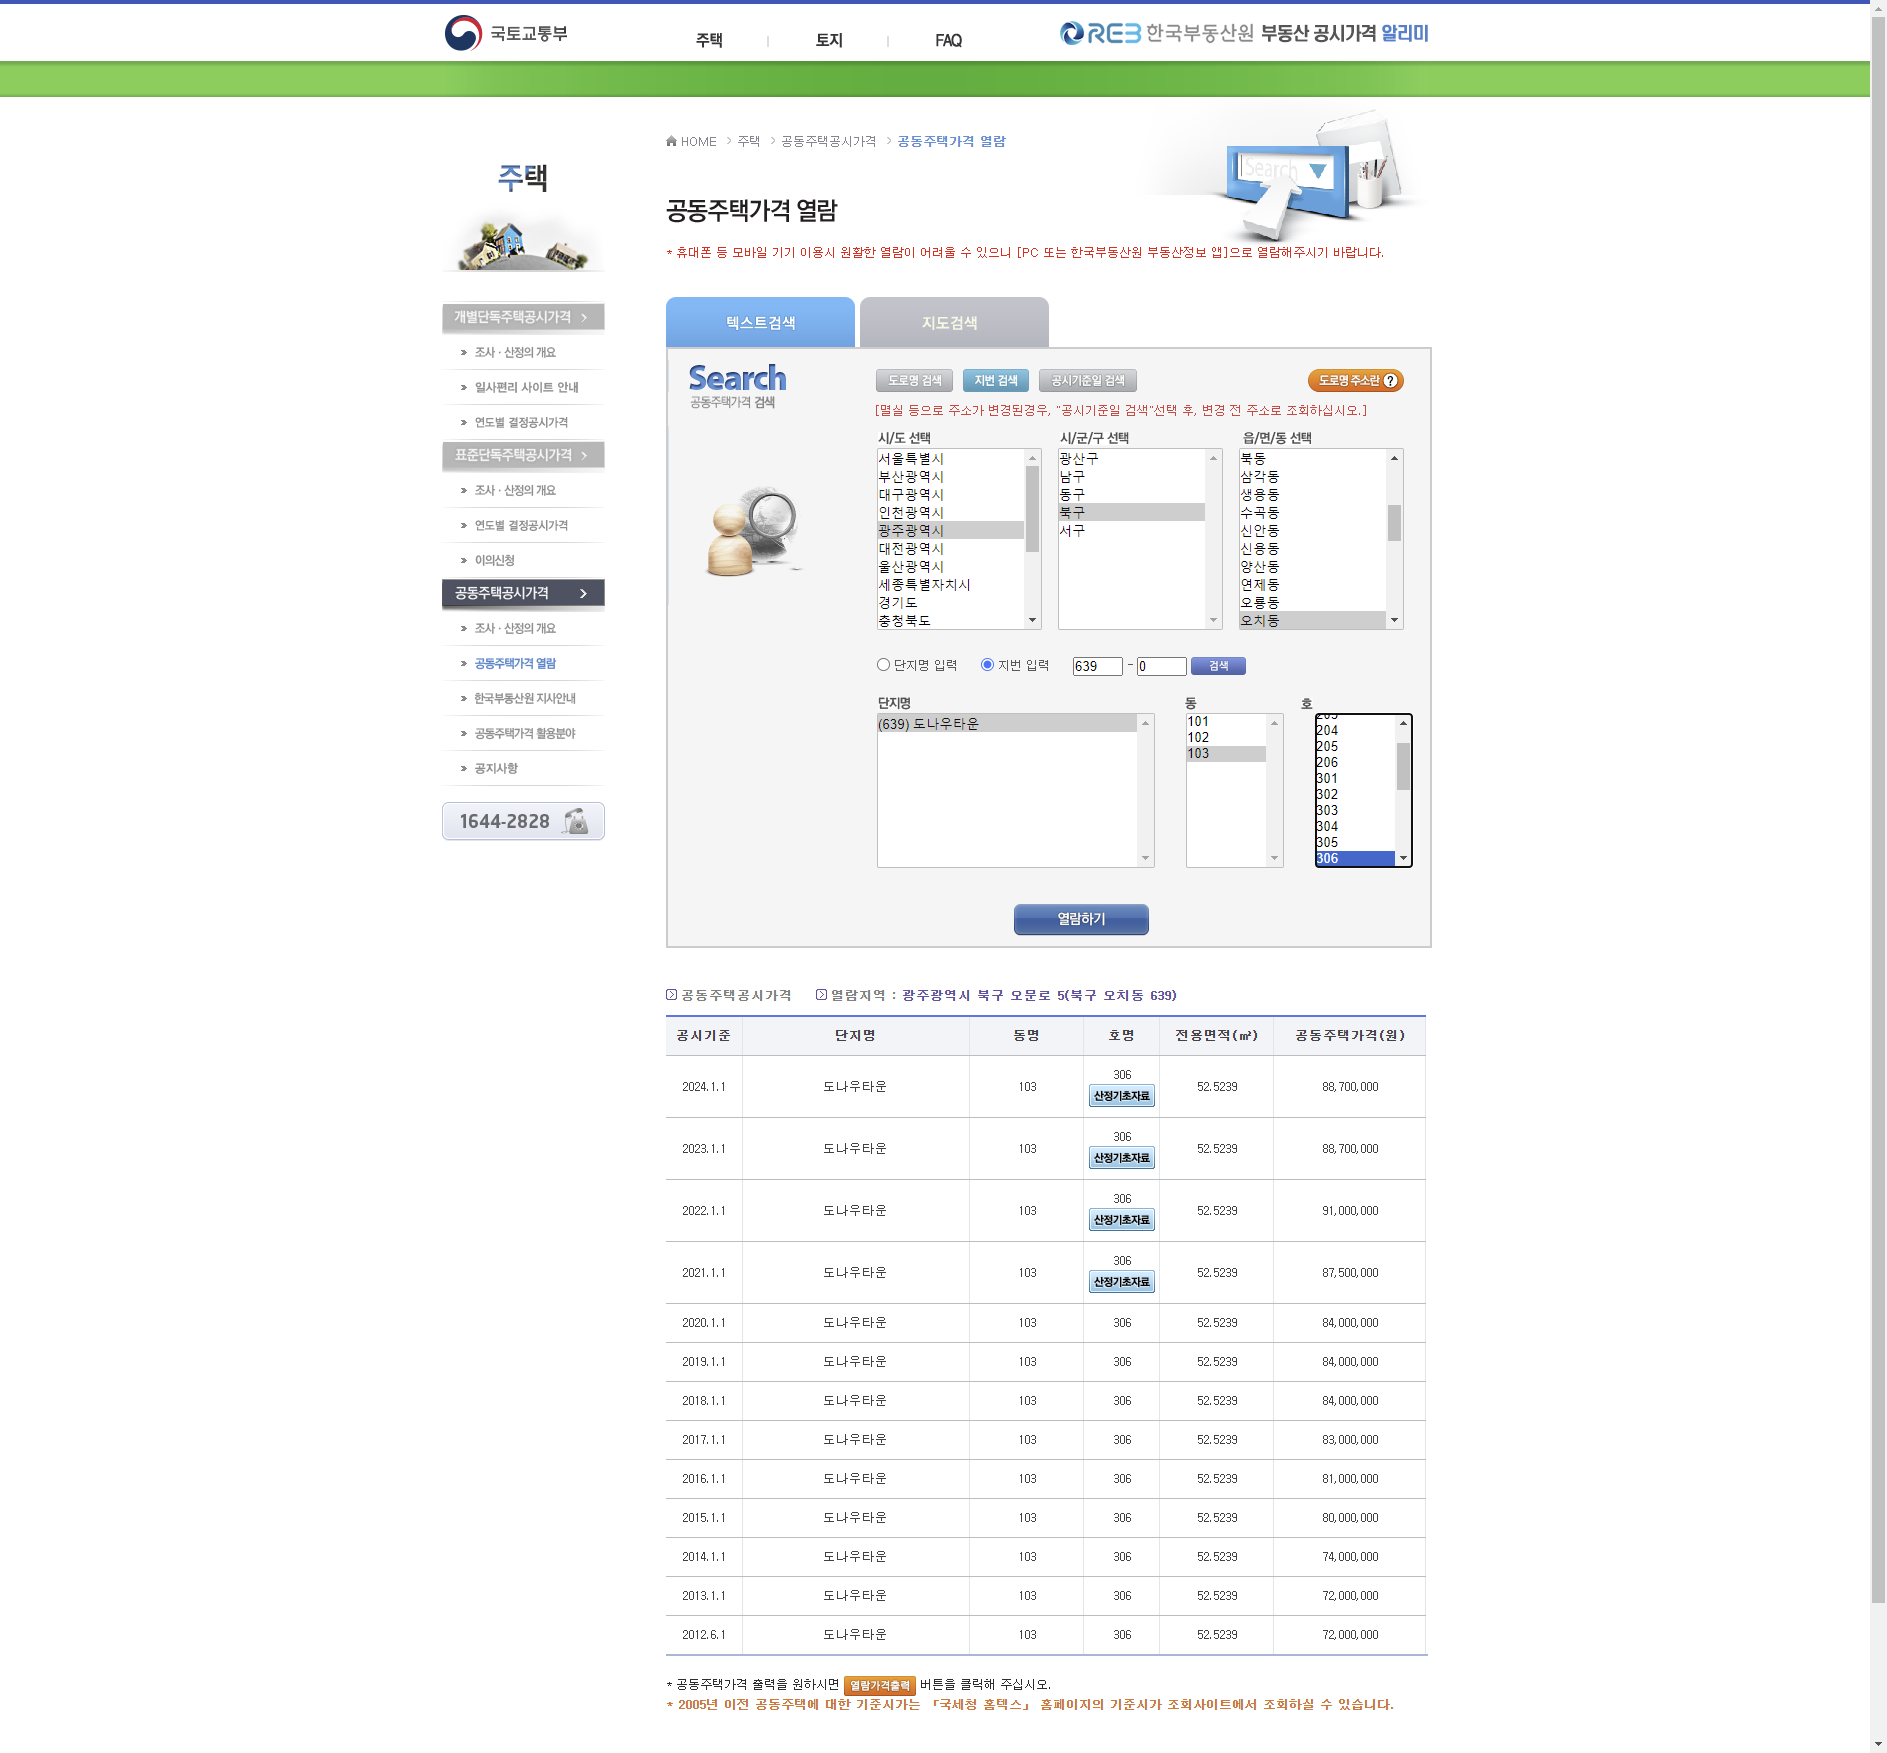 국토교통부
주택
토지
FAQ
REB 한국부동산원 부동산 공시가격 알리미
HOME 주택 공동주택공시가격 공동주택가격 열람
Search
주택
공동주택가격 열람
* 휴대폰 등 모바일 기기 이용시 원활한 열람이 어려울 수 있으니 [PC 또는 한국부동산원 부동산정보 앱]으로 열람해주시기 바랍니다.
개별단독주택공시가격
조사 · 산정의 개요
일사편리 사이트 안내
연도별 결정공시가격
표준단독주택공시가격
조사 · 산정의 개요
연도별 결정공시가격
이의신청
공동주택공시가격
조사 · 산정의 개요
공동주택가격 열람
한국부동산원 지사안내
공동주택가격 활용분야
공지사항
1644-2828
텍스트검색 지도검색
Search
공동주택가격 검색
도로명 검색 지번 검색 공시기준일 검색 도로명 주소란 ?
[멸실 등으로 주소가 변경된경우, "공시기준일 검색"선택 후, 변경 전 주소로 조회하십시오.]
시/도 선택
서울특별시
부산광역시
대구광역시
인천광역시
광주광역시
대전광역시
울산광역시
세종특별자치시
경기도
충청북도
시/군/구 선택
광산구
남구
동구
북구
서구
읍/면/동 선택
북동
삼각동
생용동
수곡동
신안동
신용동
양산동
연제동
오룡동
오치동
단지명 입력 지번 입력 639 - 0 검색
단지명
(639) 도나우타운
동
101
102
103
호
203
204
205
206
301
302
303
304
305
306
열람하기
공동주택공시가격 열람지역 : 광주광역시 북구 오문로 5(북구 오치동 639)
공시기준 단지명 동명 호명 전용면적(㎡) 공동주택가격(원)
2024.1.1 도나우타운 103 306 산정기초자료 52.5239 88,700,000
2023.1.1 도나우타운 103 306 산정기초자료 52.5239 88,700,000
2022.1.1 도나우타운 103 306 산정기초자료 52.5239 91,000,000
2021.1.1 도나우타운 103 306 산정기초자료 52.5239 87,500,000
2020.1.1 도나우타운 103 306 52.5239 84,000,000
2019.1.1 도나우타운 103 306 52.5239 84,000,000
2018.1.1 도나우타운 103 306 52.5239 84,000,000
2017.1.1 도나우타운 103 306 52.5239 83,000,000
2016.1.1 도나우타운 103 306 52.5239 81,000,000
2015.1.1 도나우타운 103 306 52.5239 80,000,000
2014.1.1 도나우타운 103 306 52.5239 74,000,000
2013.1.1 도나우타운 103 306 52.5239 72,000,000
2012.6.1 도나우타운 103 306 52.5239 72,000,000
* 공동주택가격 출력을 원하시면 열람가격출력 버튼을 클릭해 주십시오.
* 2005년 이전 공동주택에 대한 기준시가는 「국세청 홈텍스」 홈페이지의 기준시가 조회사이트에서 조회하실 수 있습니다.